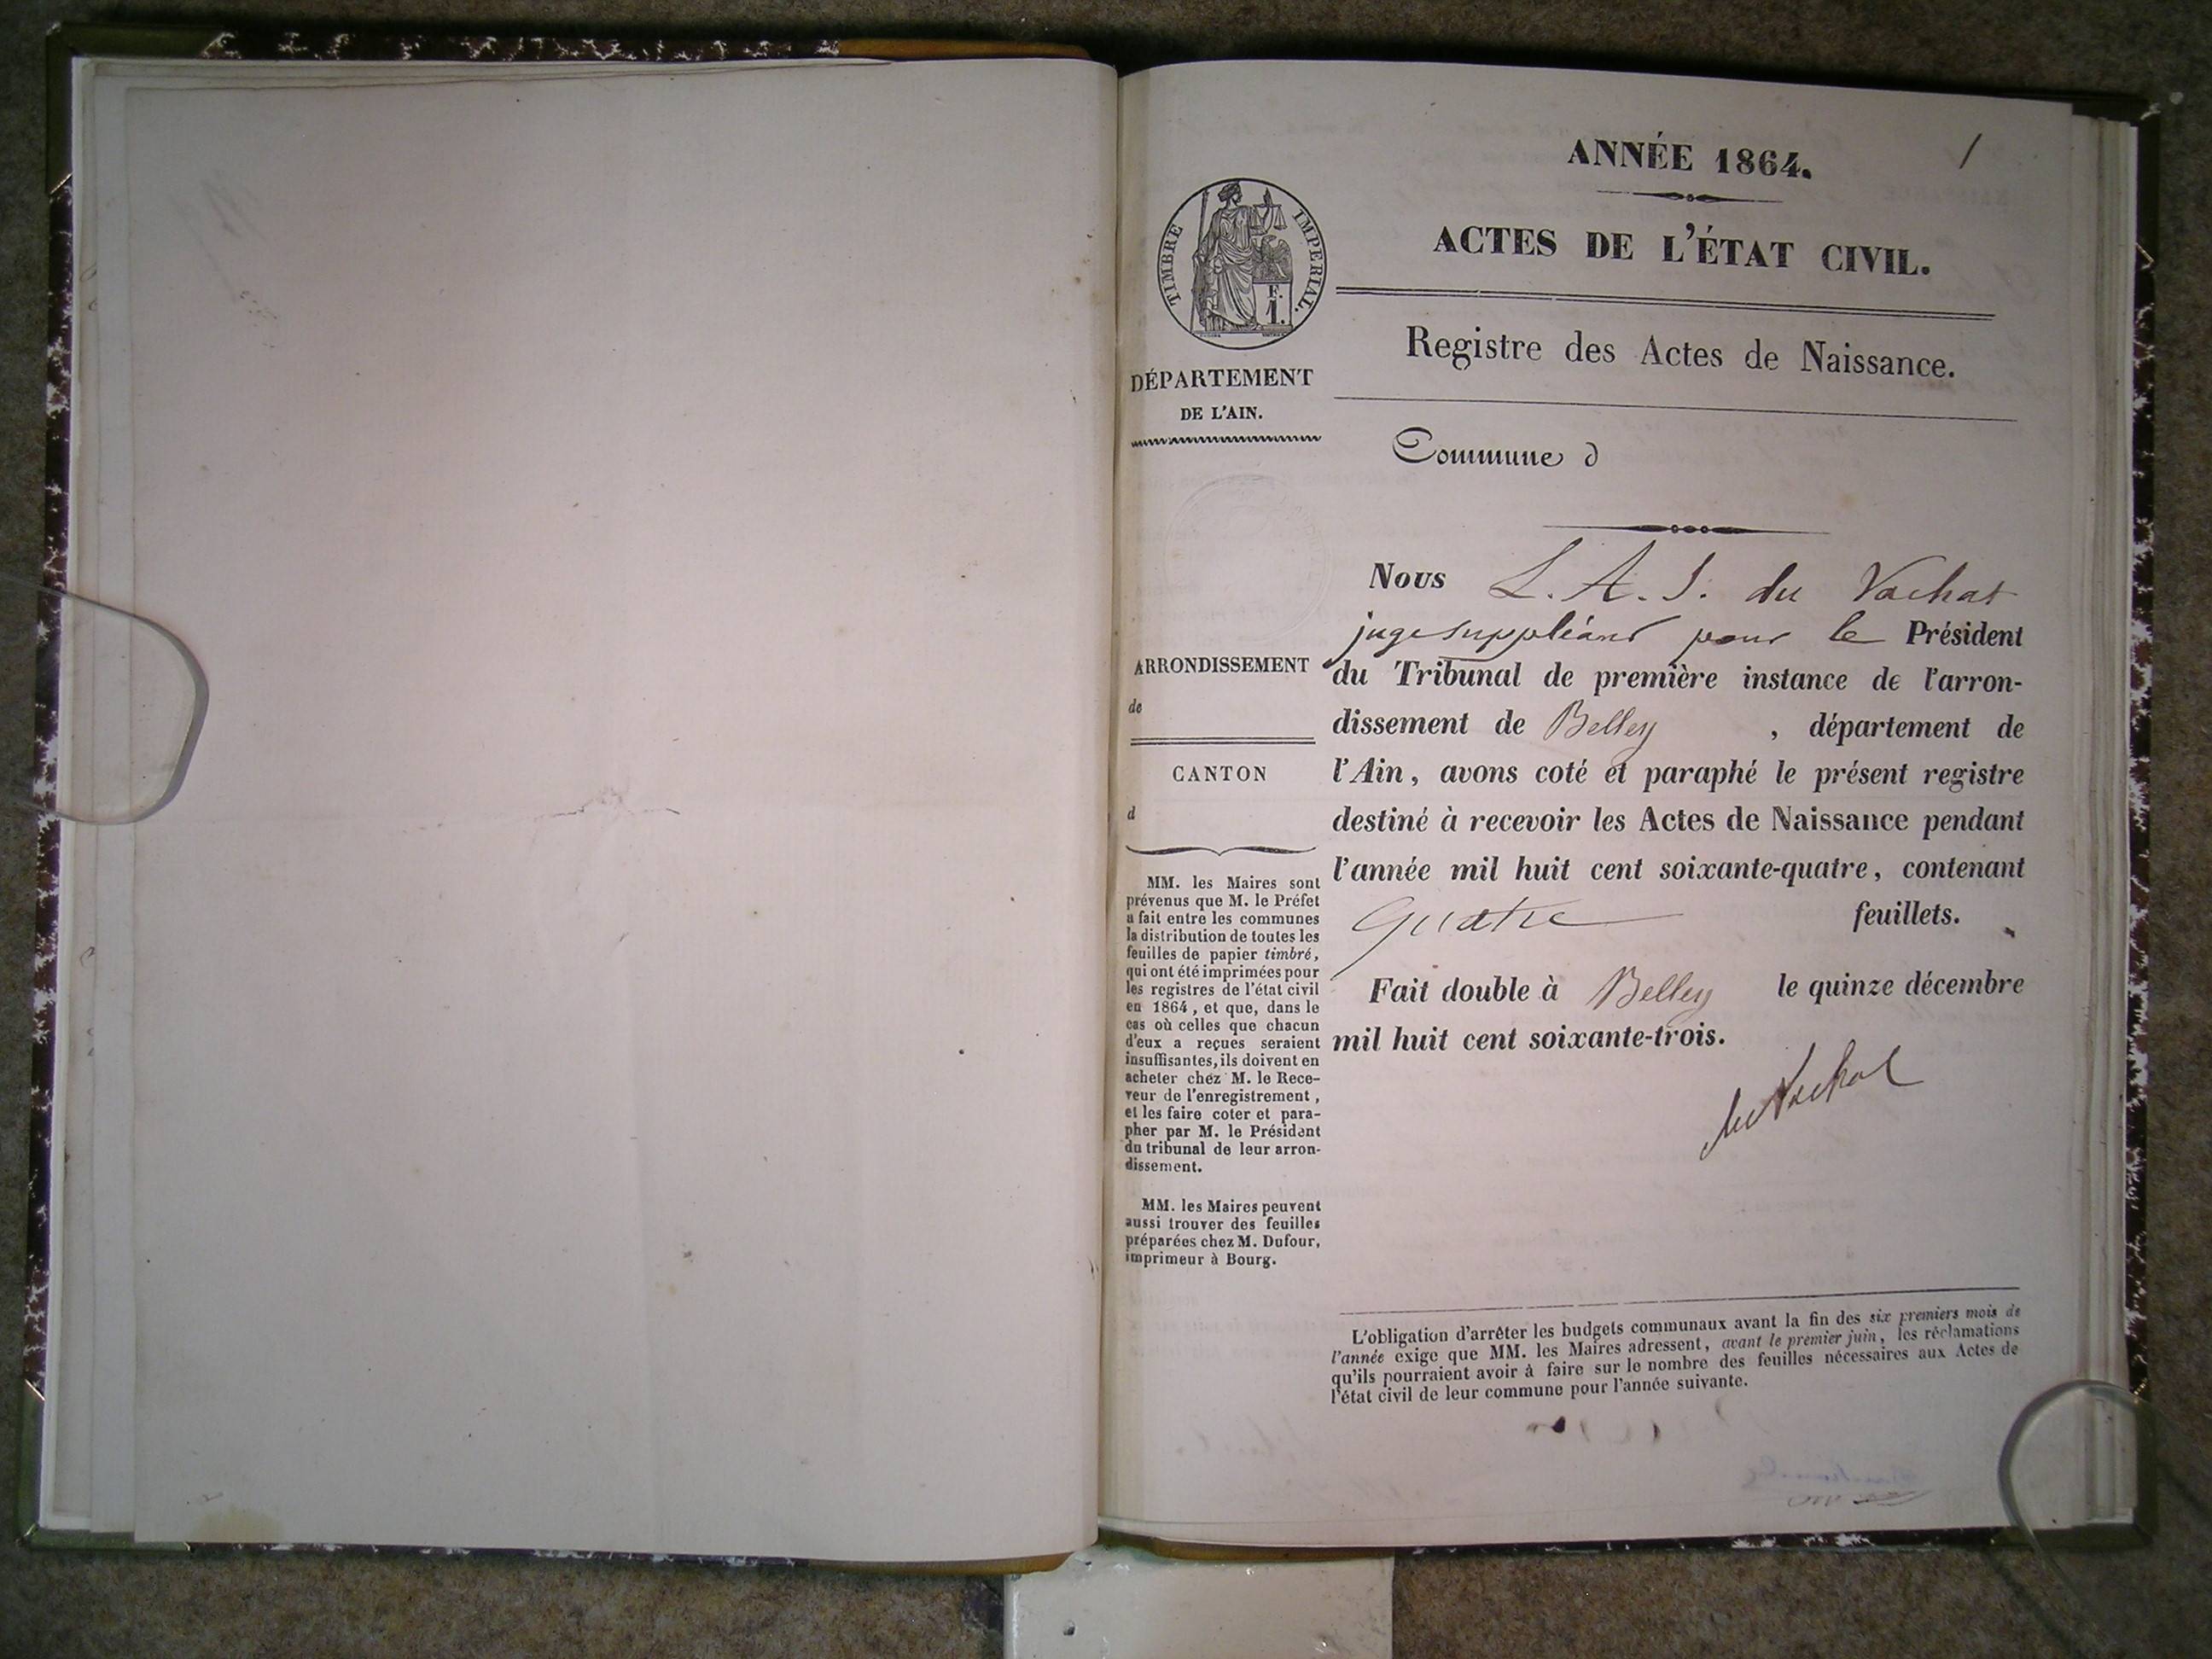 ANNÉE 1864.
1
ACTES DE L'ÉTAT CIVIL.
Registre des Actes de Naissance.
TIMBRE IMPERIAL.
F.
I.
DÉPARTEMENT
DE L'AIN.
Commune d
ARRONDISSEMENT
de
CANTON
d
MM. les Maires sont
prévenus que M. le Préfet
a fait entre les communes
la distribution de toutes les
feuilles de papier timbré,
qui ont été imprimées pour
les registres de l'état civil
en 1864, et que, dans le
cas où celles que chacun
d'eux a reçues seraient
insuffisantes, ils doivent en
acheter chez M. le Rece-
veur de l'enregistrement,
et les faire coter et para-
pher par M. le Président
du tribunal de leur arron-
dissement.
MM. les Maires peuvent
aussi trouver des feuilles
préparées chez M. Dufour,
imprimeur à Bourg.
Nous L. A. J. du Vachat
juge suppléant pour le Président
du Tribunal de première instance de l'arron-
dissement de Belley , département de
l'Ain, avons coté et paraphé le présent registre
destiné à recevoir les Actes de Naissance pendant
l'année mil huit cent soixante-quatre, contenant
quatre feuillets.
Fait double à Belley le quinze décembre
mil huit cent soixante-trois.
du Vachat
L'obligation d'arrêter les budgets communaux avant la fin des six premiers mois de
l'année exige que MM. les Maires adressent, avant le premier juin, les réclamations
qu'ils pourraient avoir à faire sur le nombre des feuilles nécessaires aux Actes de
l'état civil de leur commune pour l'année suivante.